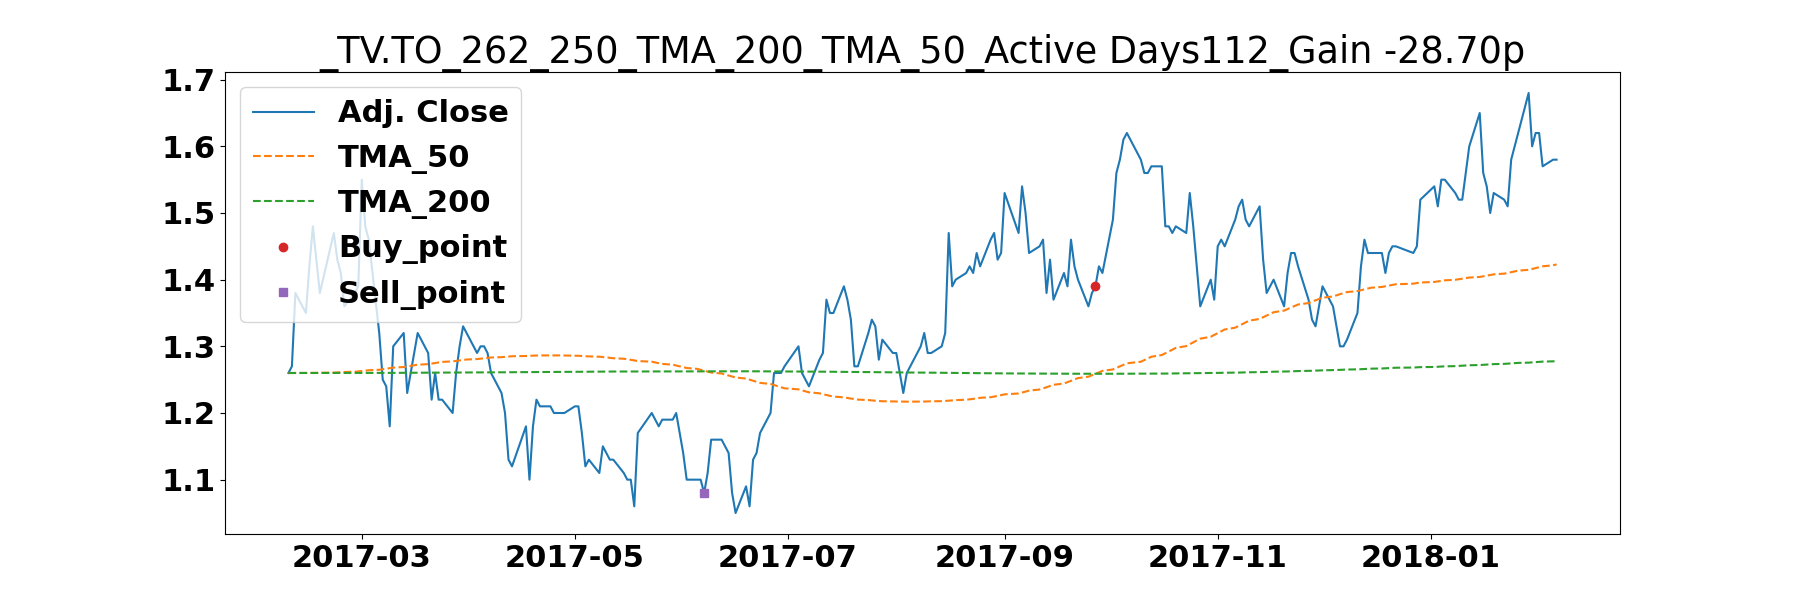 _TV.TO_262_250_TMA_200_TMA_50_Active Days112_Gain -28.70p
1.7
1.6
1.5
1.4
1.3
1.2
1.1
Adj. Close
TMA_50
TMA_200
Buy_point
Sell_point
2017-03 2017-05 2017-07 2017-09 2017-11 2018-01